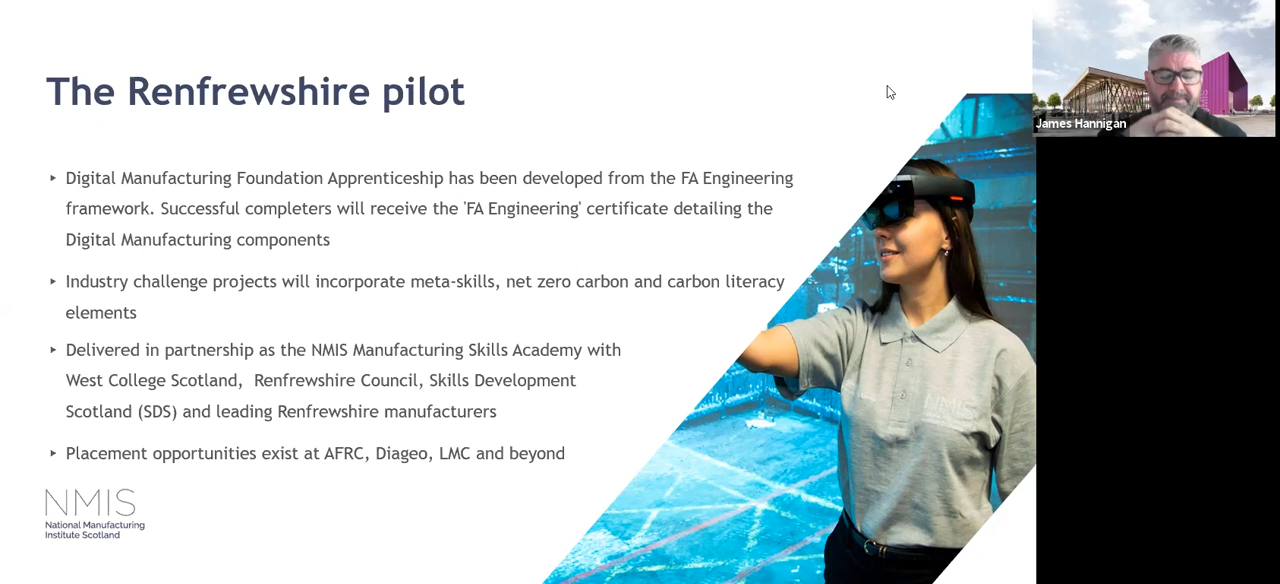 The Renfrewshire pilot
James Hannigan
‣ Digital Manufacturing Foundation Apprenticeship has been developed from the FA Engineering
framework. Successful completers will receive the 'FA Engineering' certificate detailing the
Digital Manufacturing components
‣ Industry challenge projects will incorporate meta-skills, net zero carbon and carbon literacy
elements
‣ Delivered in partnership as the NMIS Manufacturing Skills Academy with
West College Scotland,  Renfrewshire Council, Skills Development
Scotland (SDS) and leading Renfrewshire manufacturers
‣ Placement opportunities exist at AFRC, Diageo, LMC and beyond
NMIS
National Manufacturing
Institute Scotland
NMIS
NMIS